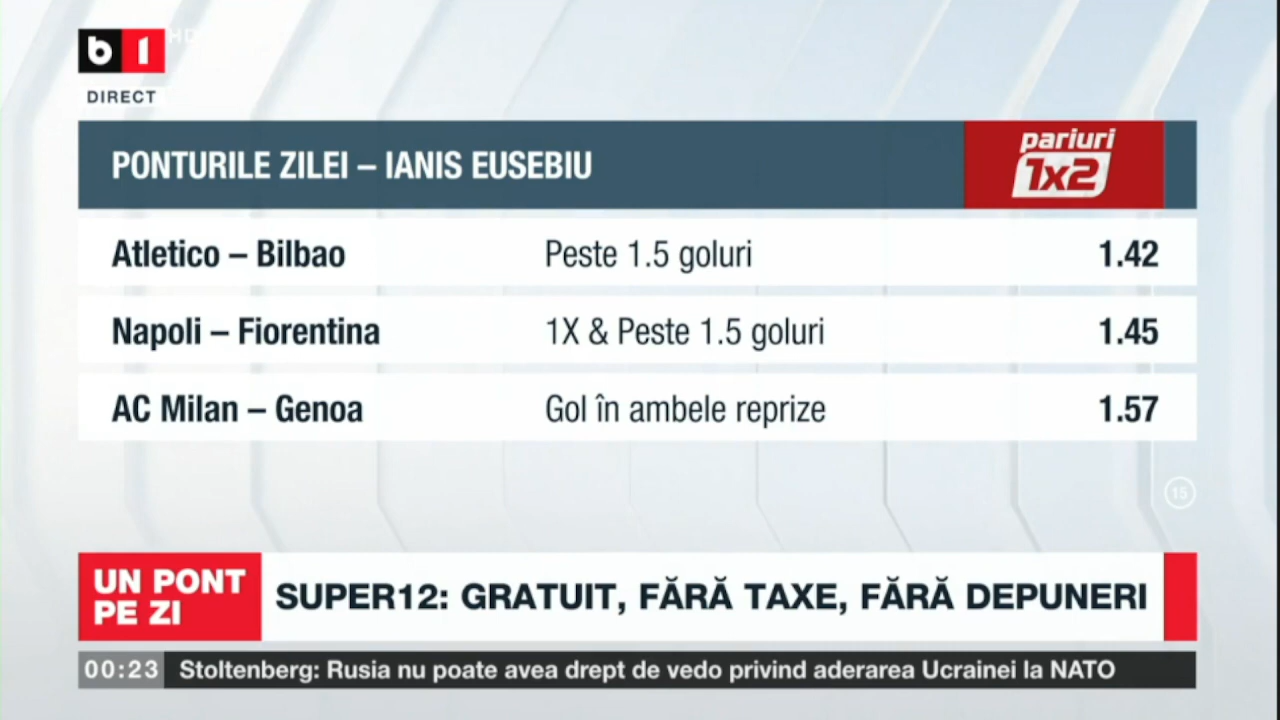 b1 HD
DIRECT
PONTURILE ZILEI – IANIS EUSEBIU
pariuri
1x2
Atletico – Bilbao Peste 1.5 goluri 1.42
Napoli – Fiorentina 1X & Peste 1.5 goluri 1.45
AC Milan – Genoa Gol în ambele reprize 1.57
15
UN PONT
PE ZI
SUPER12: GRATUIT, FĂRĂ TAXE, FĂRĂ DEPUNERI
00:23 Stoltenberg: Rusia nu poate avea drept de vedo privind aderarea Ucrainei la NATO